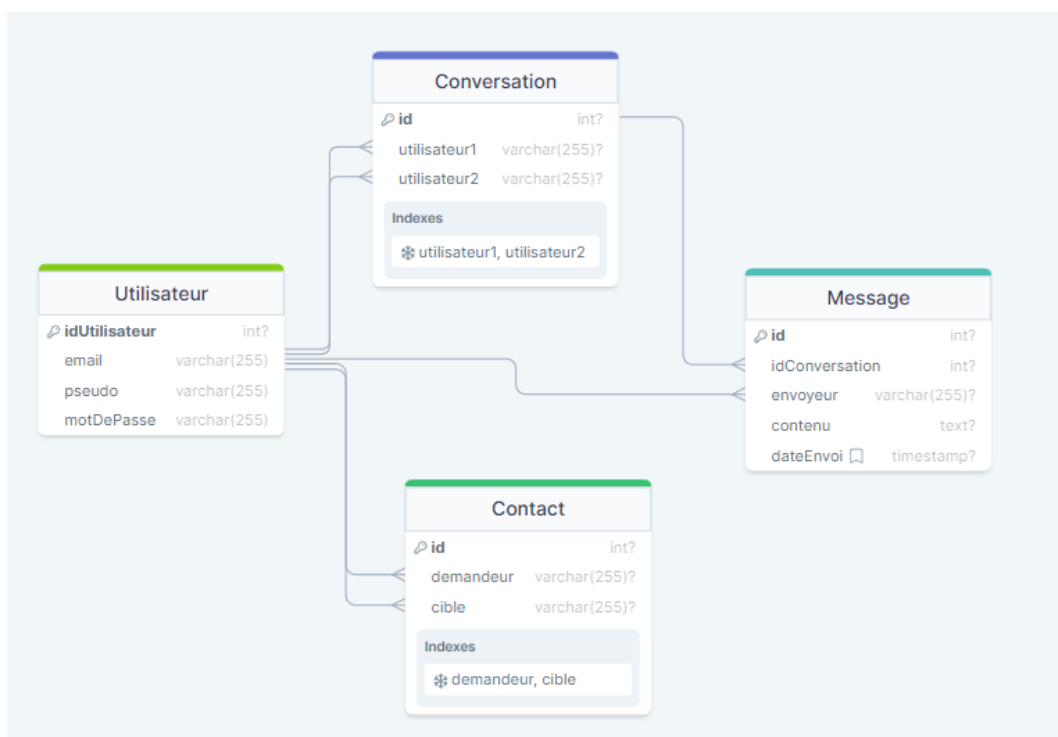 Conversation
id int?
utilisateur1 varchar(255)?
utilisateur2 varchar(255)?
Indexes
utilisateur1, utilisateur2
Utilisateur
idUtilisateur int?
email varchar(255)
pseudo varchar(255)
motDePasse varchar(255)
Message
id int?
idConversation int?
envoyeur varchar(255)?
contenu text?
dateEnvoi timestamp?
Contact
id int?
demandeur varchar(255)?
cible varchar(255)?
Indexes
demandeur, cible